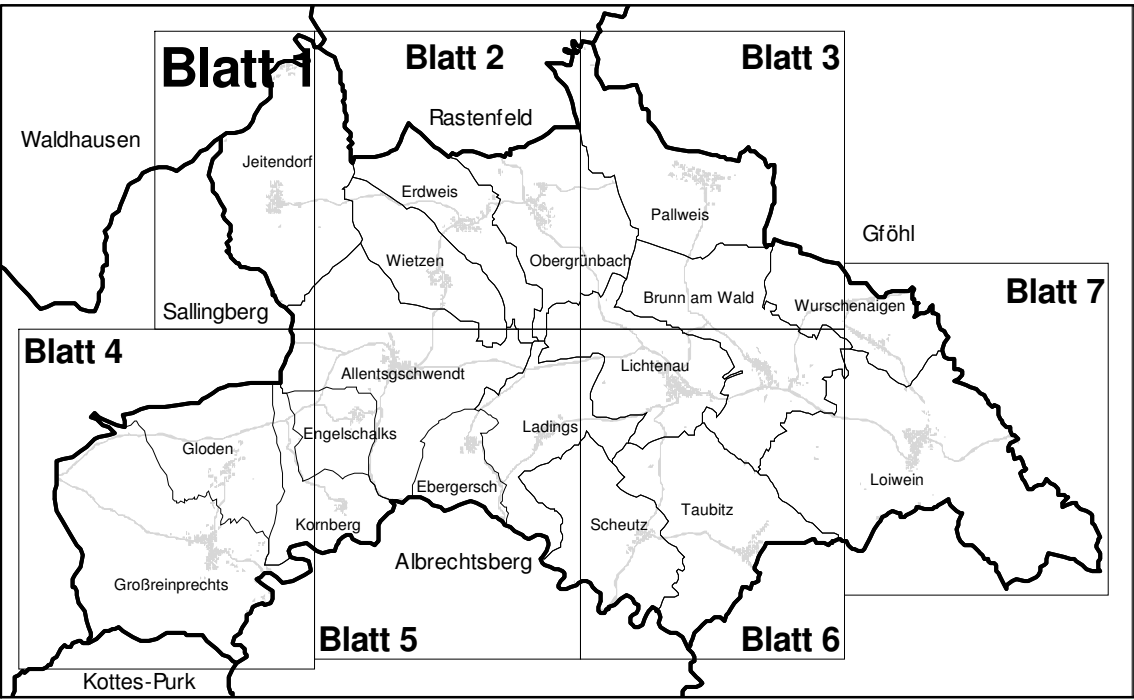 Blatt 1
Blatt 2
Blatt 3
Rastenfeld
Waldhausen
Jeitendorf
Erdweis
Pallweis
Gföhl
Wietzen
Obergrünbach
Brunn am Wald
Wurschenaigen
Blatt 7
Sallingberg
Blatt 4
Allentsgschwendt
Lichtenau
Engelschalks
Ladings
Gloden
Ebergersch
Loiwein
Kornberg
Scheutz
Taubitz
Albrechtsberg
Großreinprechts
Blatt 5
Blatt 6
Kottes-Purk